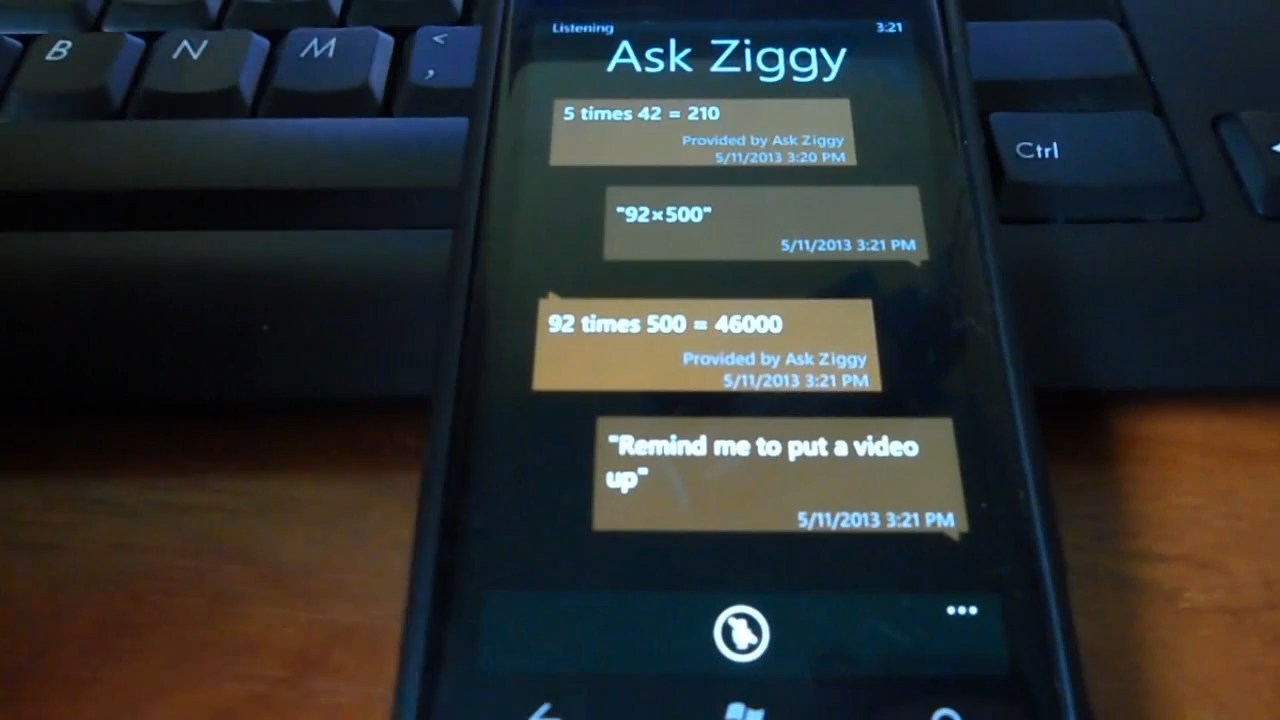 B N M <
,
Ctrl
Listening 3:21
Ask Ziggy
5 times 42 = 210
Provided by Ask Ziggy
5/11/2013 3:20 PM
"92×500"
5/11/2013 3:21 PM
92 times 500 = 46000
Provided by Ask Ziggy
5/11/2013 3:21 PM
"Remind me to put a video
up"
5/11/2013 3:21 PM